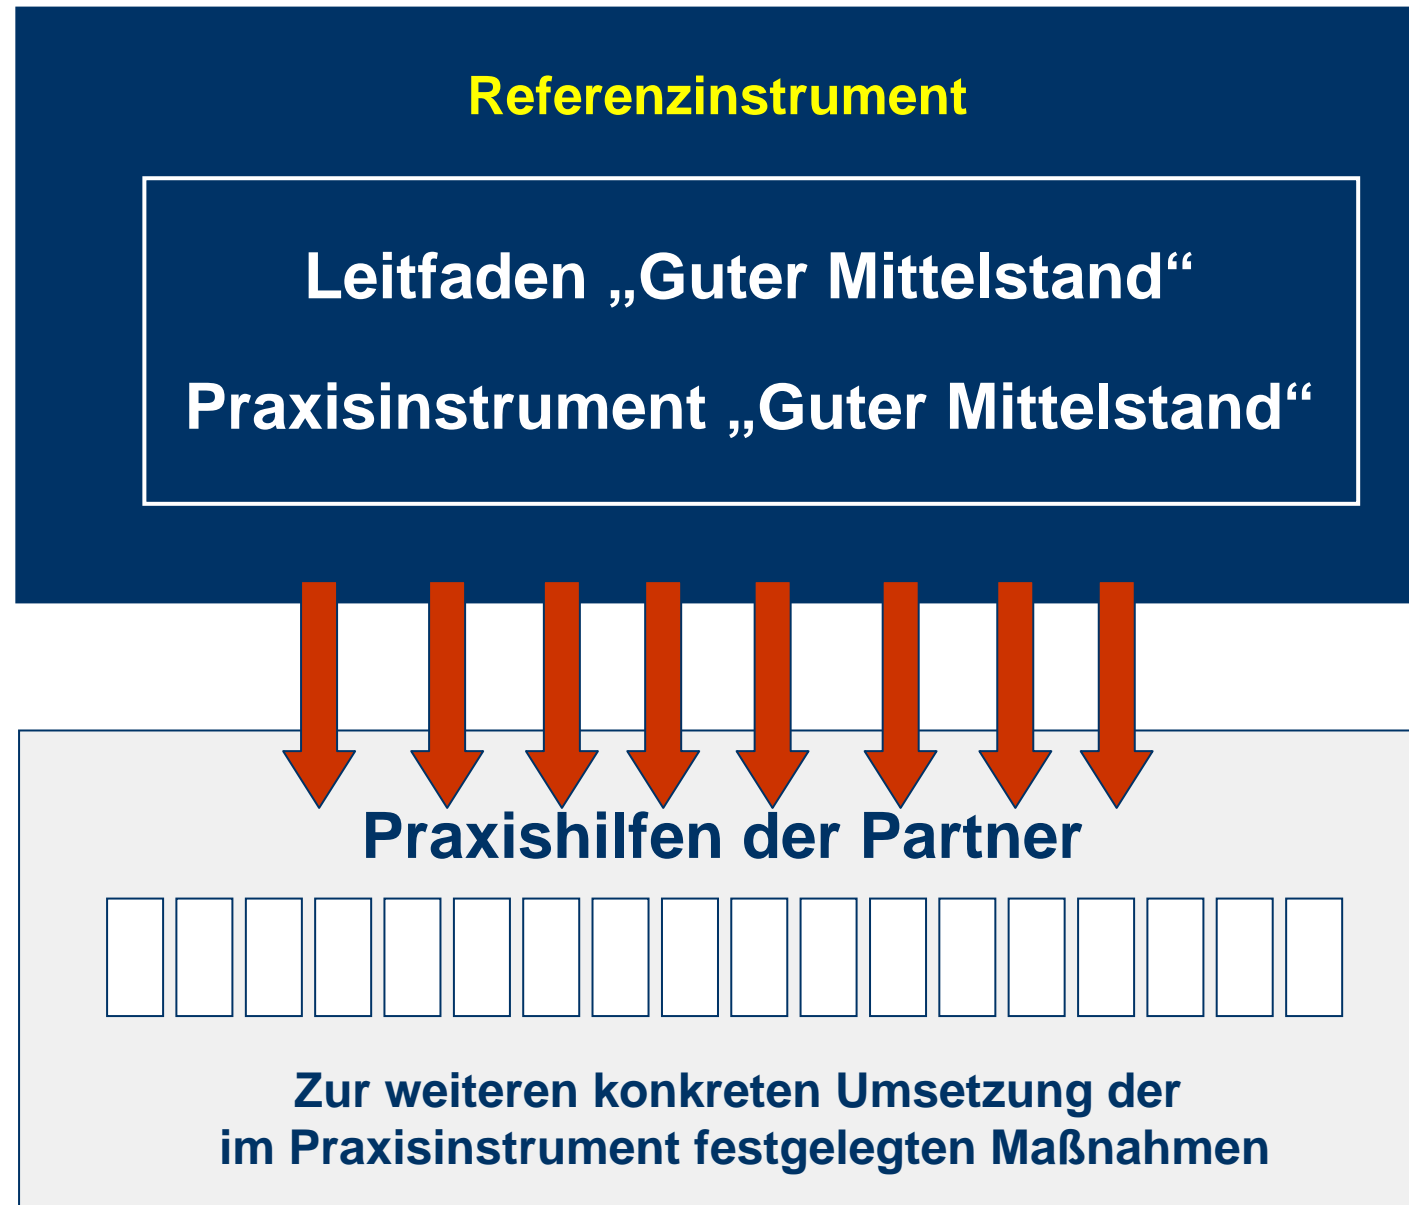 Referenzinstrument
Leitfaden „Guter Mittelstand“
Praxisinstrument „Guter Mittelstand“
Praxishilfen der Partner
Zur weiteren konkreten Umsetzung der
im Praxisinstrument festgelegten Maßnahmen